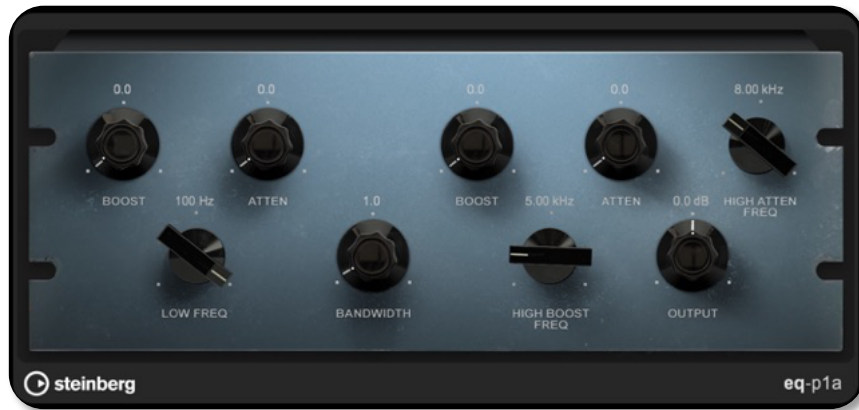 0.0 0.0 0.0 0.0 8.00 kHz
BOOST 100 Hz ATTEN 1.0 BOOST 5.00 kHz ATTEN 0.0 dB HIGH ATTEN
FREQ
LOW FREQ BANDWIDTH HIGH BOOST OUTPUT
FREQ
steinberg eq-p1a